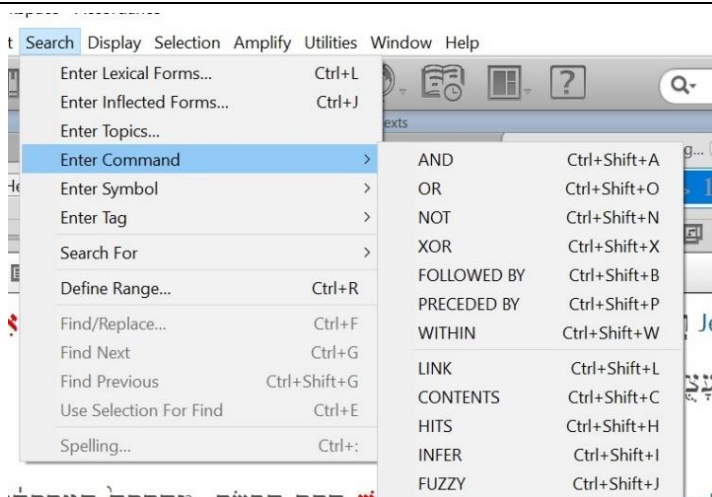 t Search Display Selection Amplify Utilities Window Help
Enter Lexical Forms... Ctrl+L
Enter Inflected Forms... Ctrl+J
Enter Topics...
Enter Command >
Enter Symbol >
Enter Tag >
Search For >
Define Range... Ctrl+R
Find/Replace... Ctrl+F
Find Next Ctrl+G
Find Previous Ctrl+Shift+G
Use Selection For Find Ctrl+E
Spelling... Ctrl+:
exts
AND Ctrl+Shift+A
OR Ctrl+Shift+O
NOT Ctrl+Shift+N
XOR Ctrl+Shift+X
FOLLOWED BY Ctrl+Shift+B
PRECEDED BY Ctrl+Shift+P
WITHIN Ctrl+Shift+W
LINK Ctrl+Shift+L
CONTENTS Ctrl+Shift+C
HITS Ctrl+Shift+H
INFER Ctrl+Shift+I
FUZZY Ctrl+Shift+J
g...
Je